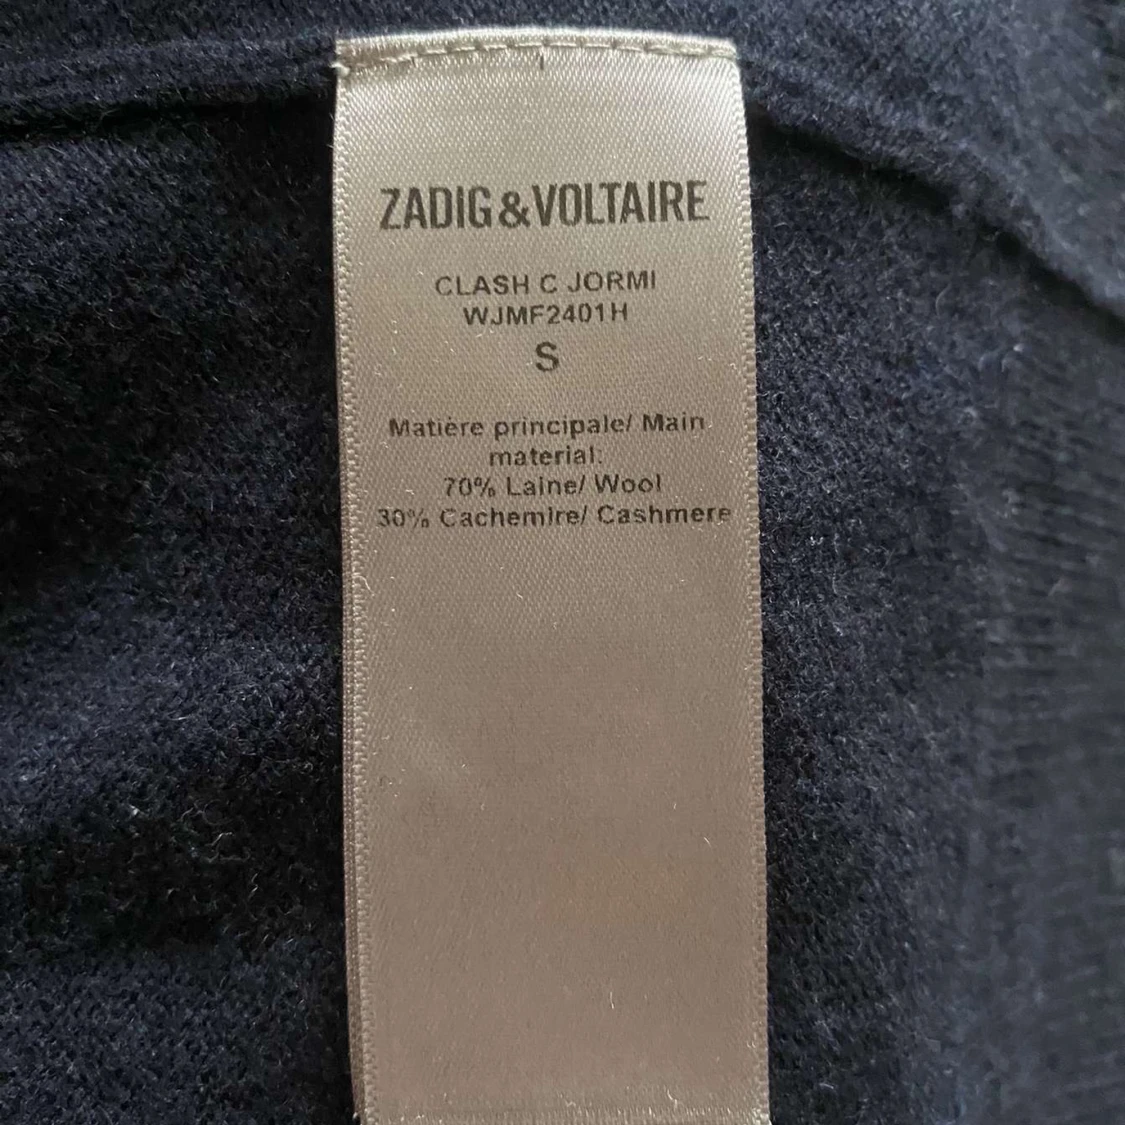 ZADIG&VOLTAIRE
CLASH C JORMI
WJMF2401H
S
Matière principale/ Main
material:
70% Laine/ Wool
30% Cachemire/ Cashmere